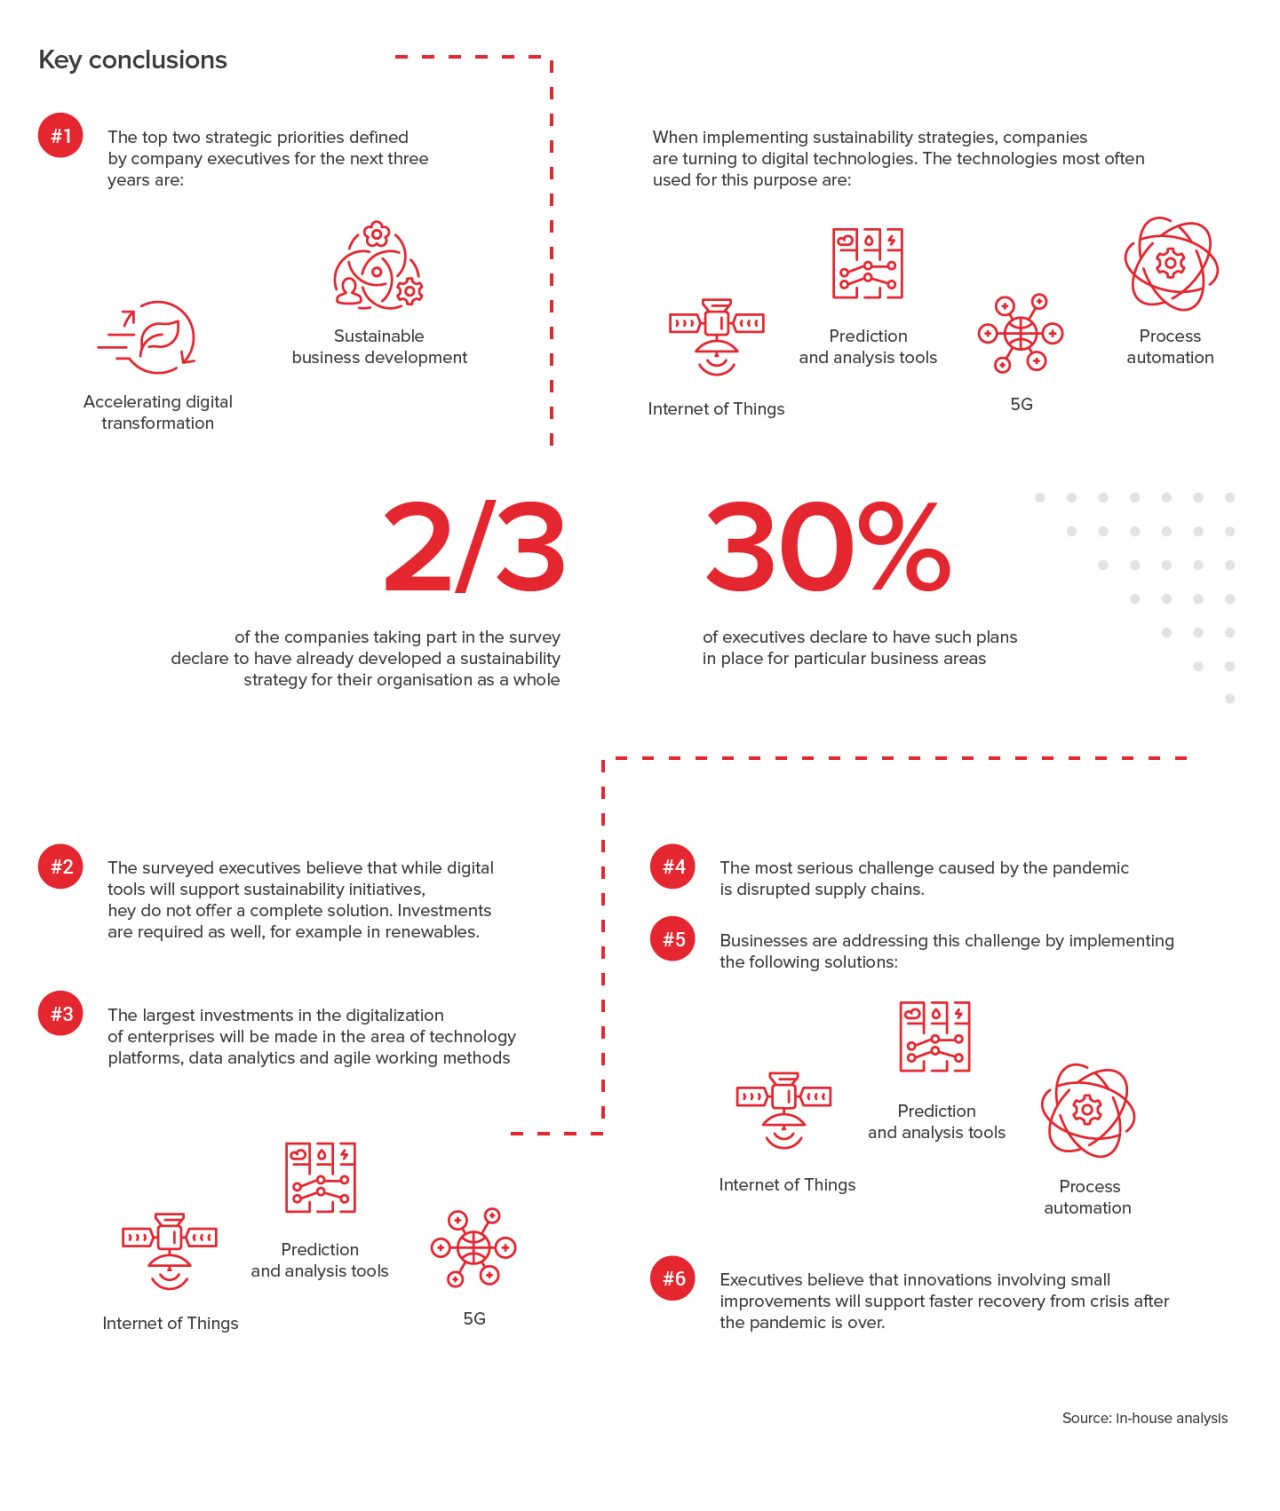 Key conclusions
#1
The top two strategic priorities defined
by company executives for the next three
years are:
Accelerating digital
transformation
Sustainable
business development
When implementing sustainability strategies, companies
are turning to digital technologies. The technologies most often
used for this purpose are:
Internet of Things
Prediction
and analysis tools
5G
Process
automation
2/3
of the companies taking part in the survey
declare to have already developed a sustainability
strategy for their organisation as a whole
30%
of executives declare to have such plans
in place for particular business areas
#2
The surveyed executives believe that while digital
tools will support sustainability initiatives,
hey do not offer a complete solution. Investments
are required as well, for example in renewables.
#3
The largest investments in the digitalization
of enterprises will be made in the area of technology
platforms, data analytics and agile working methods
Internet of Things
Prediction
and analysis tools
5G
#4
The most serious challenge caused by the pandemic
is disrupted supply chains.
#5
Businesses are addressing this challenge by implementing
the following solutions:
Internet of Things
Prediction
and analysis tools
Process
automation
#6
Executives believe that innovations involving small
improvements will support faster recovery from crisis after
the pandemic is over.
Source: In-house analysis